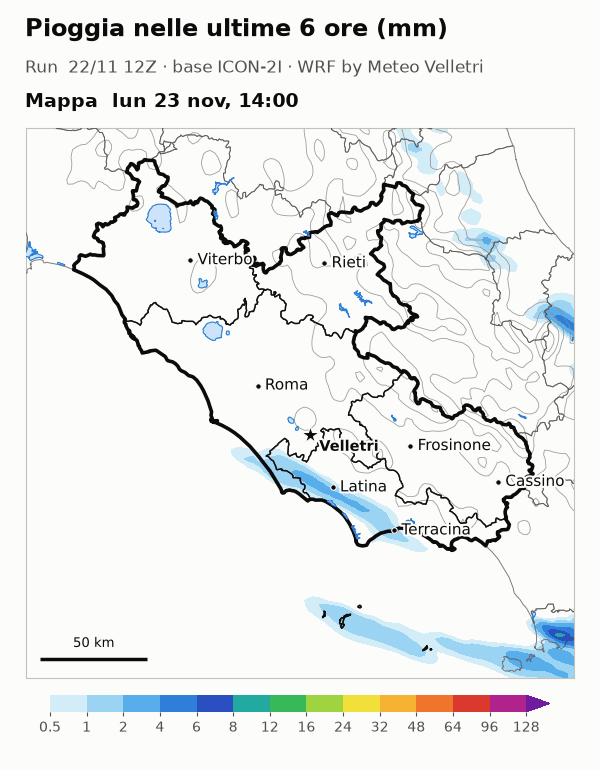 Pioggia nelle ultime 6 ore (mm)
Run  22/11 12Z · base ICON-2I · WRF by Meteo Velletri
Mappa  lun 23 nov, 14:00
Viterbo
Rieti
Roma
Velletri
Frosinone
Cassino
Latina
Terracina
50 km
0.5 1 2 4 6 8 12 16 24 32 48 64 96 128